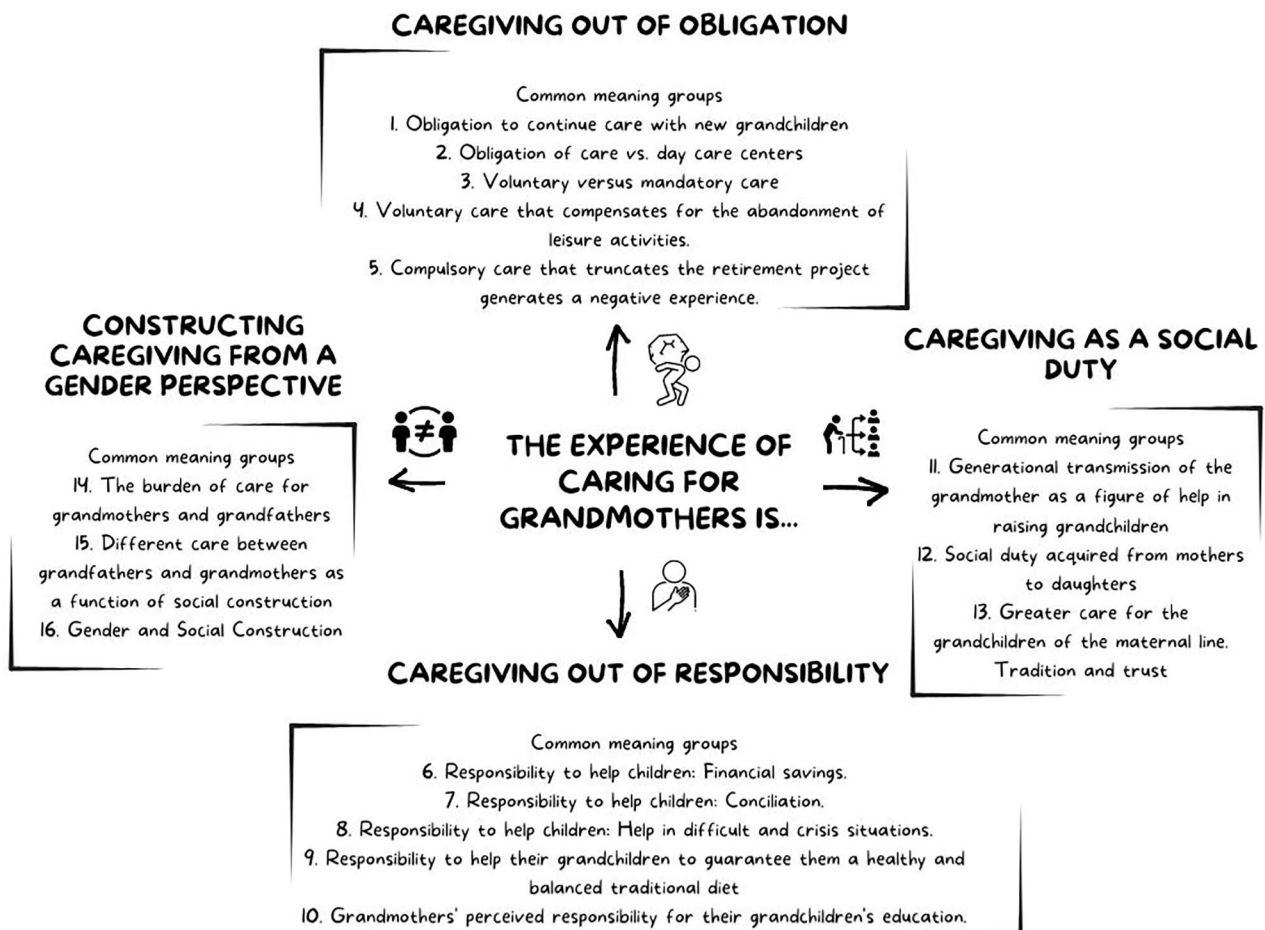 CAREGIVING OUT OF OBLIGATION
Common meaning groups
1. Obligation to continue care with new grandchildren
2. Obligation of care vs. day care centers
3. Voluntary versus mandatory care
4. Voluntary care that compensates for the abandonment of
leisure activities.
5. Compulsory care that truncates the retirement project
generates a negative experience.
CONSTRUCTING
CAREGIVING FROM A
GENDER PERSPECTIVE
Common meaning groups
14. The burden of care for
grandmothers and grandfathers
15. Different care between
grandfathers and grandmothers as
a function of social construction
16. Gender and Social Construction
≠
THE EXPERIENCE OF
CARING FOR
GRANDMOTHERS IS...
CAREGIVING AS A SOCIAL
DUTY
Common meaning groups
11. Generational transmission of the
grandmother as a figure of help in
raising grandchildren
12. Social duty acquired from mothers
to daughters
13. Greater care for the
grandchildren of the maternal line.
Tradition and trust
CAREGIVING OUT OF RESPONSIBILITY
Common meaning groups
6. Responsibility to help children: Financial savings.
7. Responsibility to help children: Conciliation.
8. Responsibility to help children: Help in difficult and crisis situations.
9. Responsibility to help their grandchildren to guarantee them a healthy and
balanced traditional diet
10. Grandmothers' perceived responsibility for their grandchildren's education.